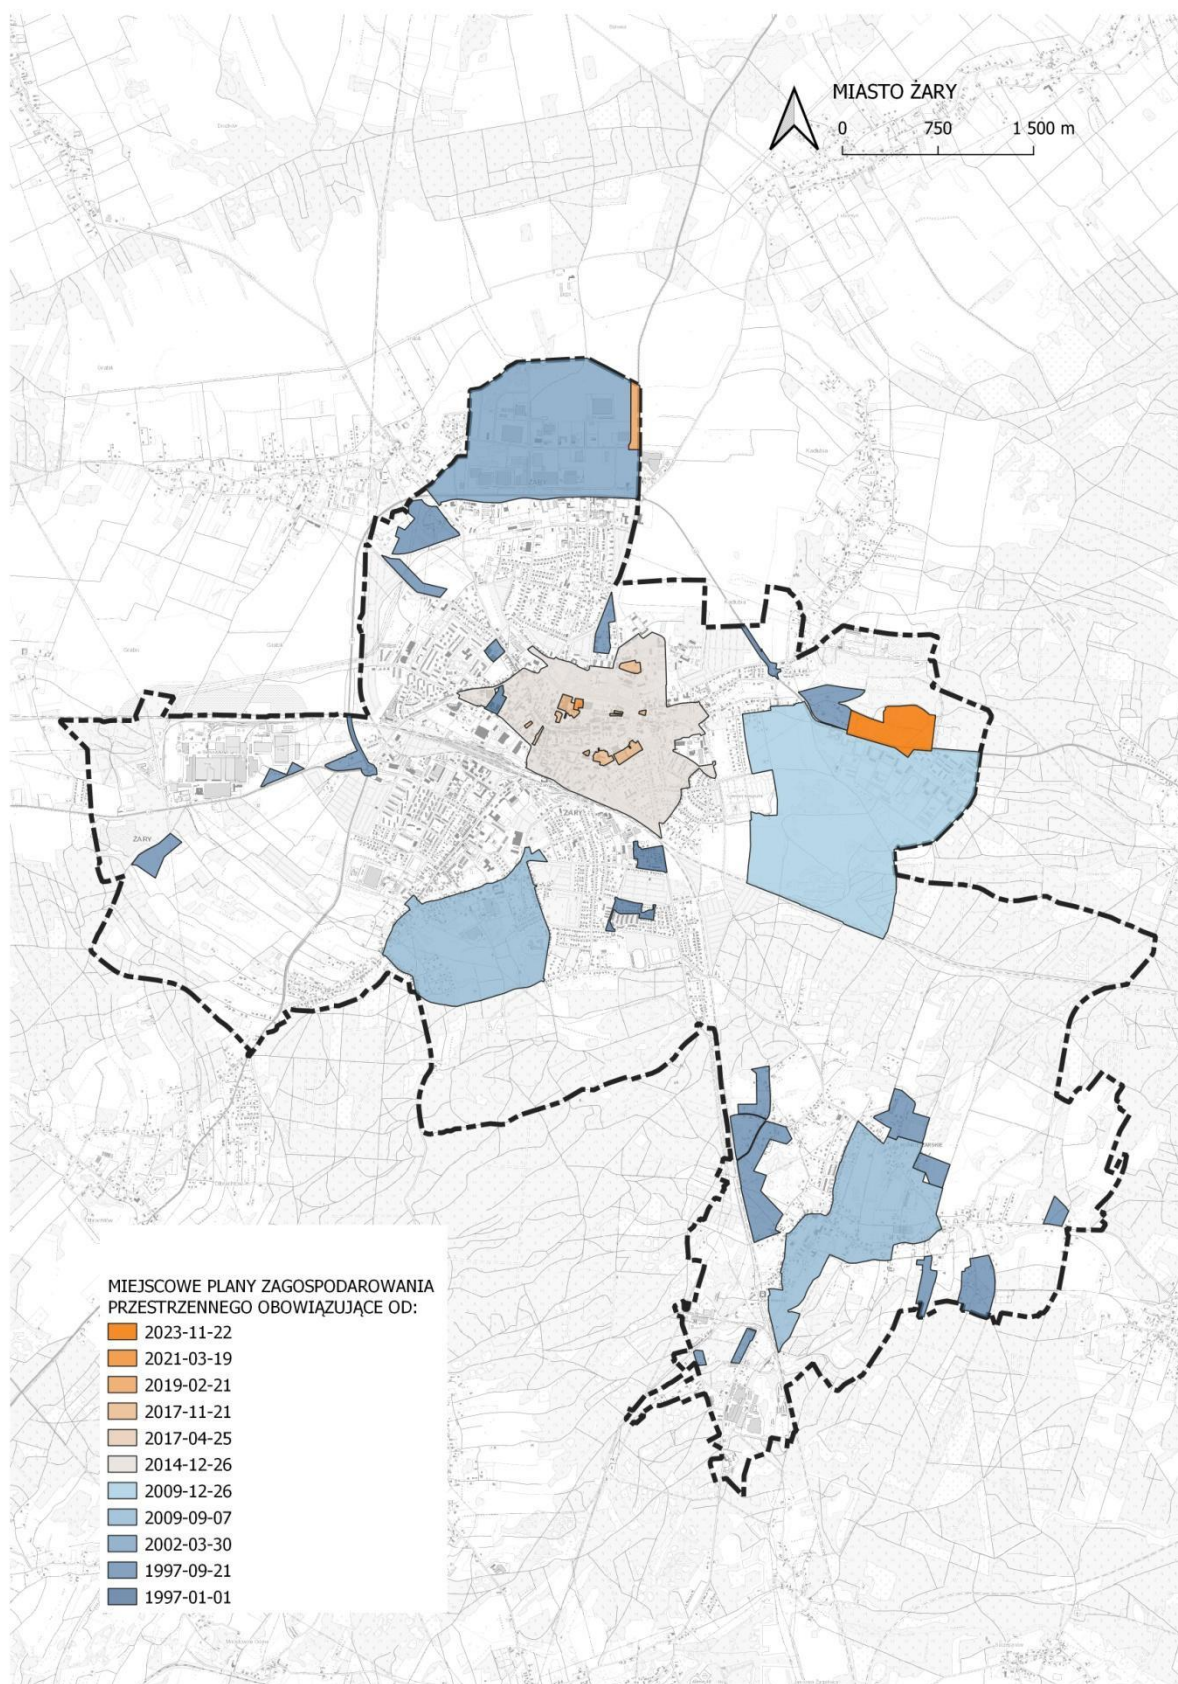 MIASTO ŻARY
0 750 1 500 m
ŻARY
ŻARY
MIEJSCOWE PLANY ZAGOSPODAROWANIA
PRZESTRZENNEGO OBOWIĄZUJĄCE OD:
2023-11-22
2021-03-19
2019-02-21
2017-11-21
2017-04-25
2014-12-26
2009-12-26
2009-09-07
2002-03-30
1997-09-21
1997-01-01